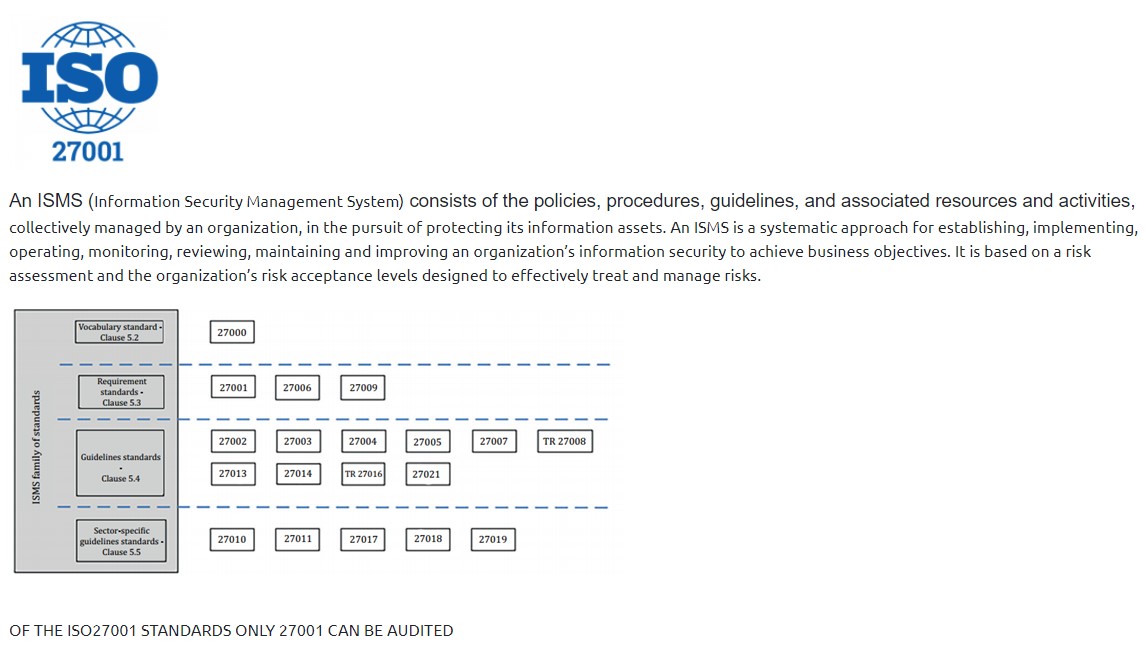 ISO
27001
An ISMS (Information Security Management System) consists of the policies, procedures, guidelines, and associated resources and activities,
collectively managed by an organization, in the pursuit of protecting its information assets. An ISMS is a systematic approach for establishing, implementing,
operating, monitoring, reviewing, maintaining and improving an organization's information security to achieve business objectives. It is based on a risk
assessment and the organization's risk acceptance levels designed to effectively treat and manage risks.
ISMS family of standards
Vocabulary standard -
Clause 5.2
27000
Requirement
standards -
Clause 5.3
27001 27006 27009
Guidelines standards
-
Clause 5.4
27002 27003 27004 27005 27007 TR 27008
27013 27014 TR 27016 27021
Sector-specific
guidelines standards -
Clause 5.5
27010 27011 27017 27018 27019
OF THE ISO27001 STANDARDS ONLY 27001 CAN BE AUDITED